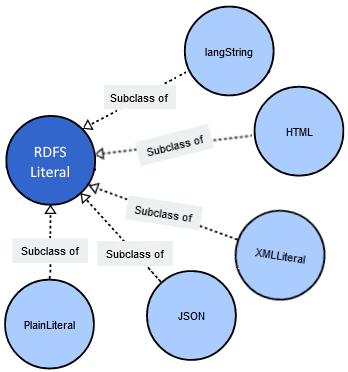 langString
Subclass of
HTML
Subclass of
RDFS
Literal
Subclass of
XMLLiteral
Subclass of
Subclass of
PlainLiteral
JSON